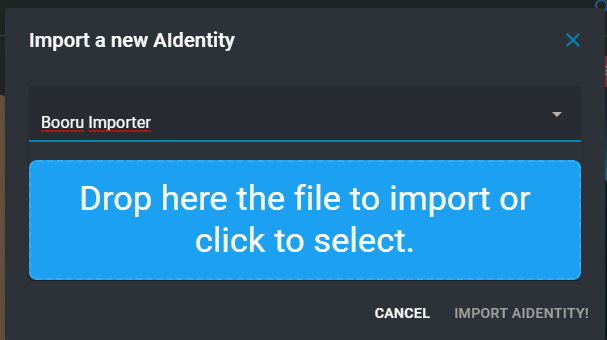 Import a new AIdentity
Booru Importer
Drop here the file to import or
click to select.
CANCEL
IMPORT AIDENTITY!